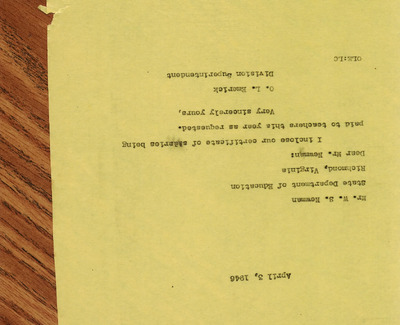 April 3, 1946
Mr. W. S. Newman
State Department of Education
Richmond, Virginia
Dear Mr. Newman:
I inclose our certificate of salaries being
paid to teachers this year as requested.
Very sincerely yours,
O. L. Emerick
Division Superintendent
OLE:LC